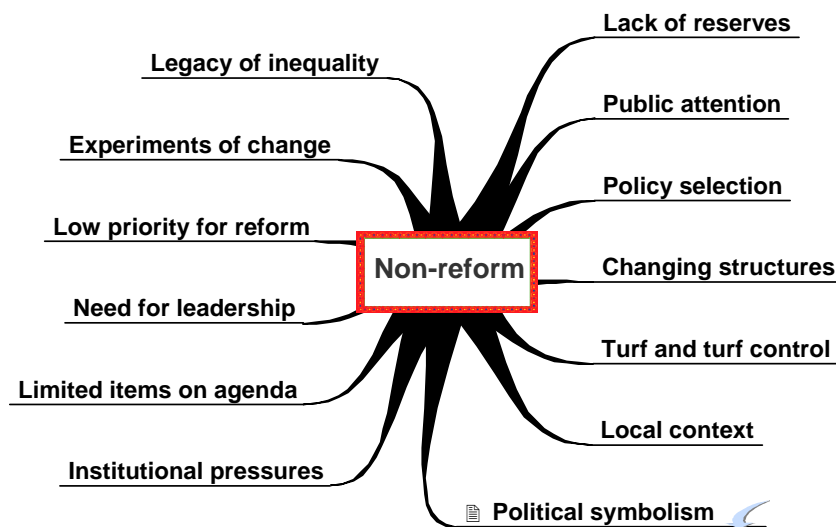 Lack of reserves
Legacy of inequality
Public attention
Experiments of change
Policy selection
Low priority for reform
Non-reform
Changing structures
Need for leadership
Turf and turf control
Limited items on agenda
Local context
Institutional pressures
Political symbolism